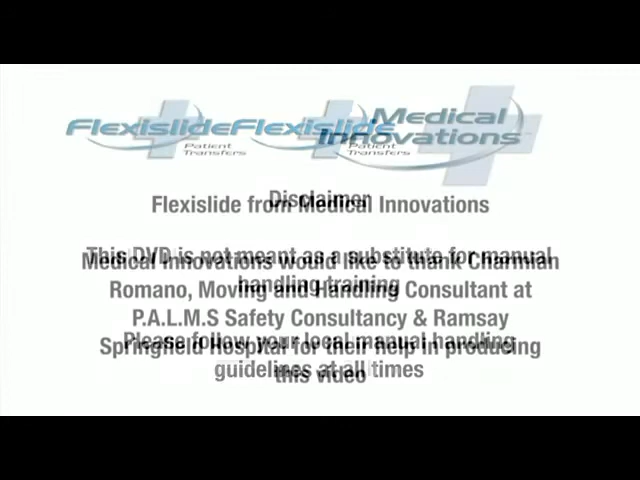 Flexislide
Patient
Transfers
Flexislide
Patient
Transfers
Medical
Innovations
Disclaimer
Flexislide from Medical Innovations
This DVD is not meant as a substitute for manual
handling training
Medical Innovations would like to thank Charmian
Romano, Moving and Handling Consultant at
P.A.L.M.S Safety Consultancy & Ramsay
Springfield Hospital for their help in producing
this video
Please follow your local manual handling
guidelines at all times